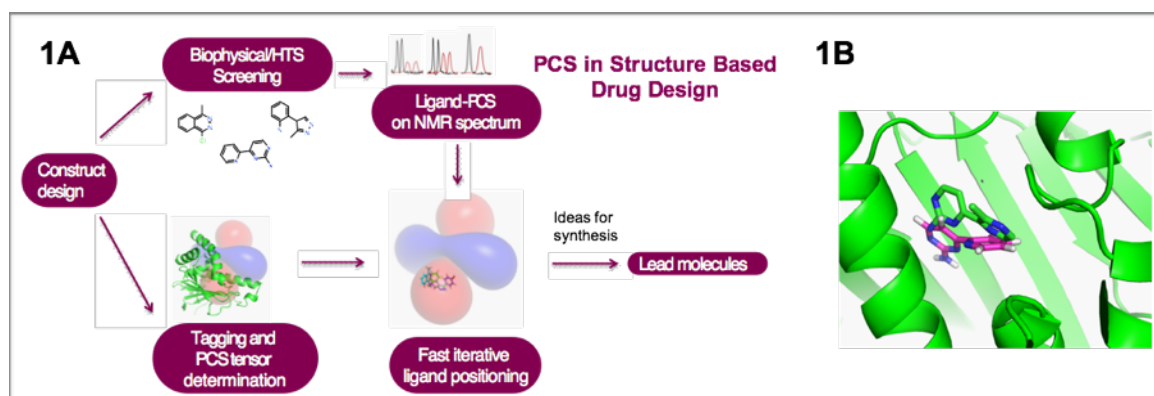 1A
Biophysical/HTS
Screening
Ligand-PCS
on NMR spectrum
PCS in Structure Based
Drug Design
1B
Construct
design
Ideas for
synthesis
Lead molecules
Tagging and
PCS tensor
determination
Fast iterative
ligand positioning